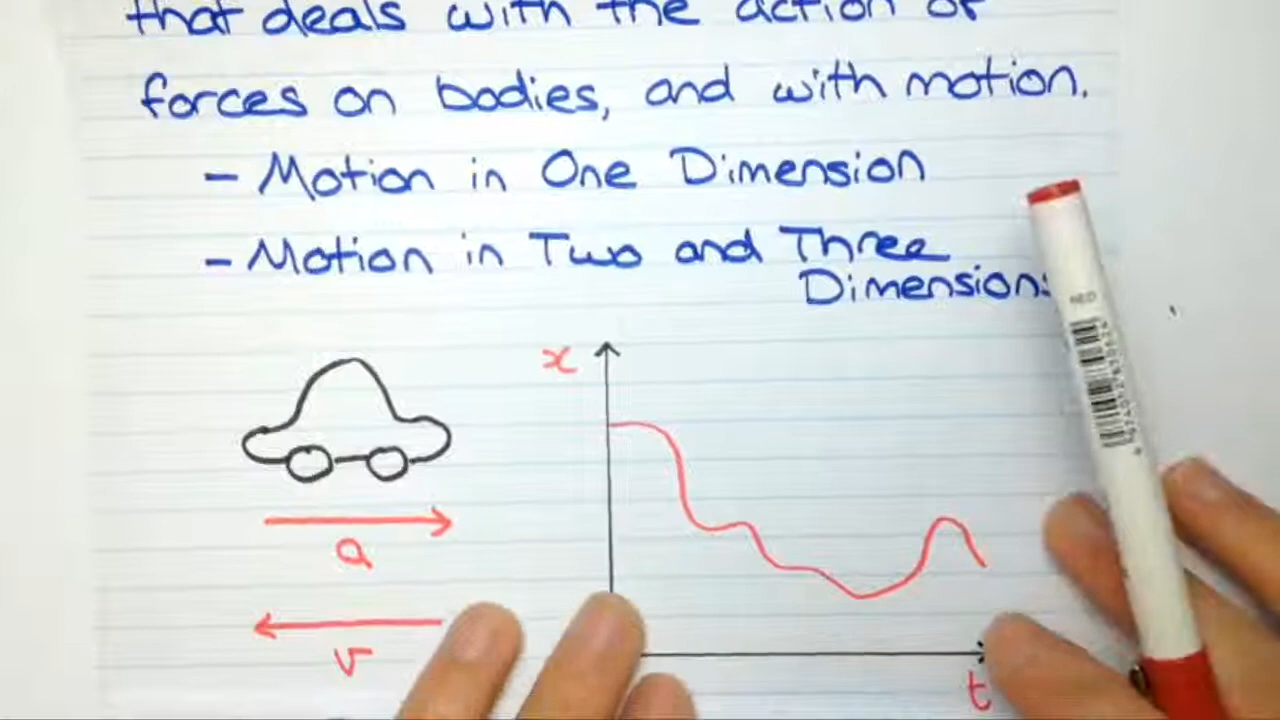 that deals with the action of
forces on bodies, and with motion.
- Motion in One Dimension
- Motion in Two and Three
Dimensions
x
a
v
t